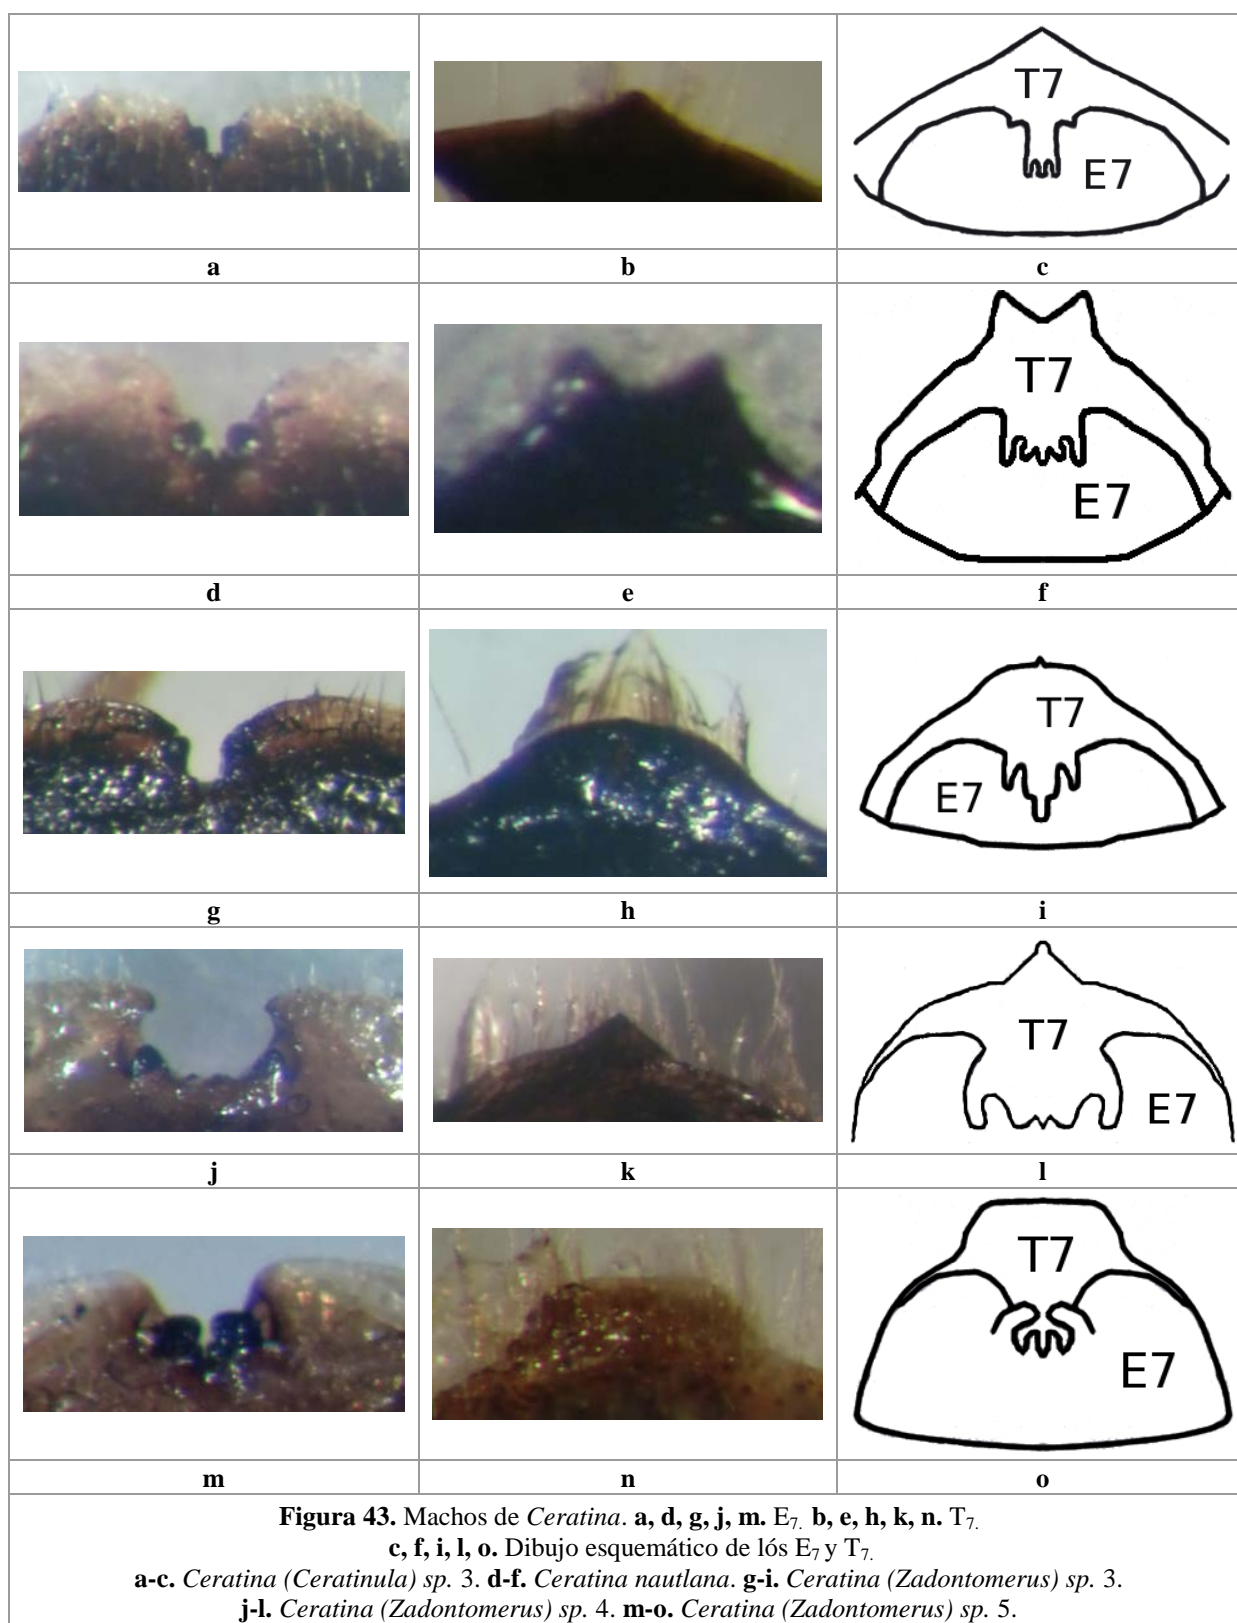 T7
E7
a b c
T7
E7
d e f
T7
E7
g h i
T7
E7
j k l
T7
E7
m n o
Figura 43. Machos de Ceratina. a, d, g, j, m. E7. b, e, h, k, n. T7.
c, f, i, l, o. Dibujo esquemático de lós E7 y T7.
a-c. Ceratina (Ceratinula) sp. 3. d-f. Ceratina nautlana. g-i. Ceratina (Zadontomerus) sp. 3.
j-l. Ceratina (Zadontomerus) sp. 4. m-o. Ceratina (Zadontomerus) sp. 5.